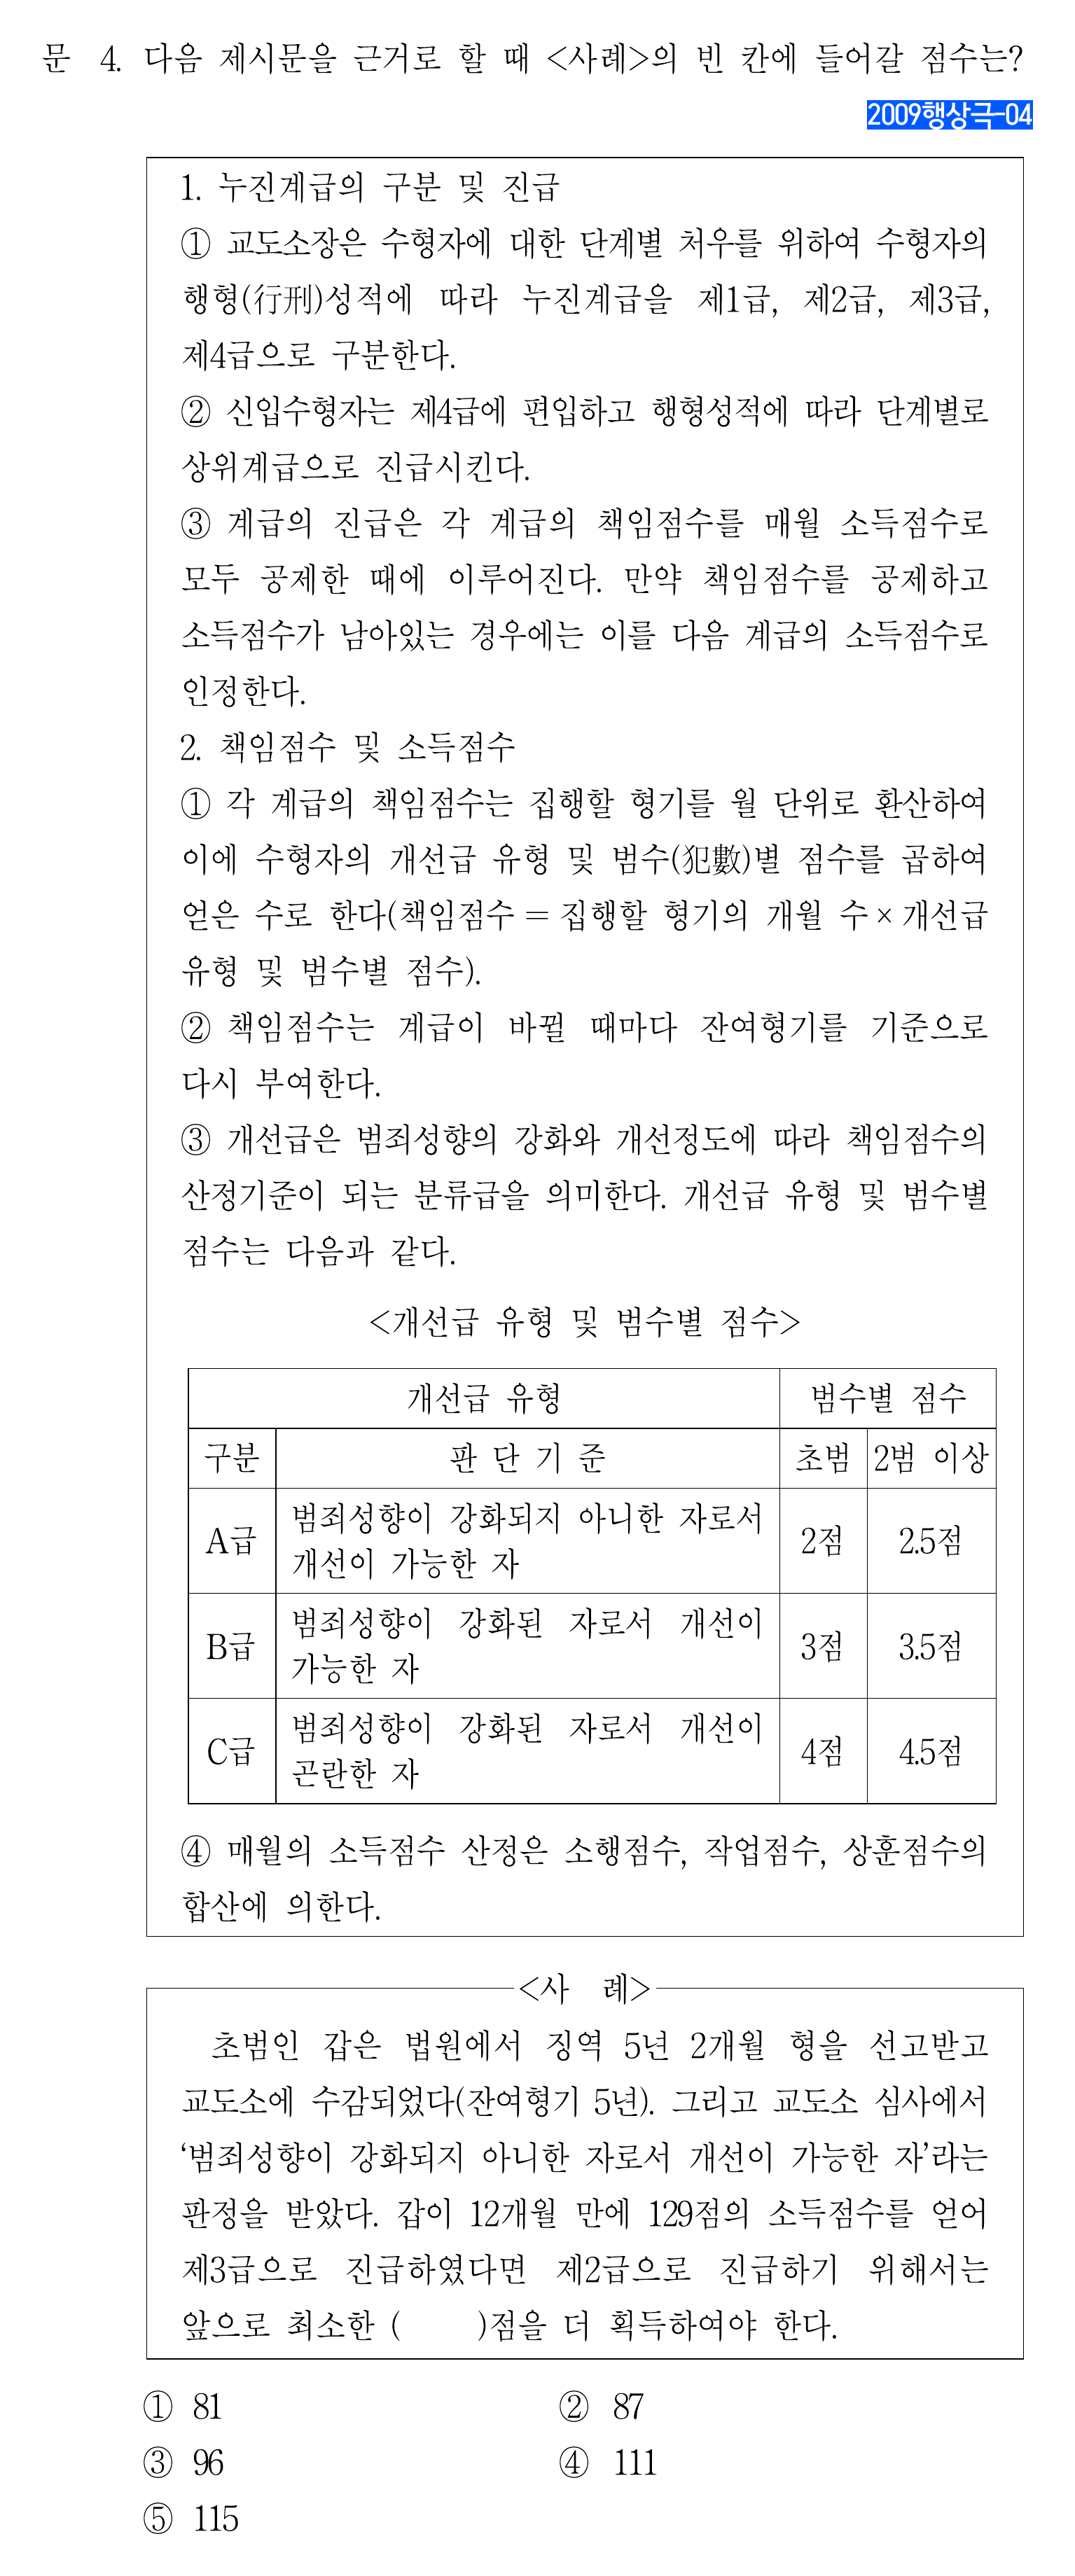 문 4. 다음 제시문을 근거로 할 때 <사례>의 빈 칸에 들어갈 점수는?
2009행상극-04
1. 누진계급의 구분 및 진급
① 교도소장은 수형자에 대한 단계별 처우를 위하여 수형자의
행형(行刑)성적에 따라 누진계급을 제1급, 제2급, 제3급,
제4급으로 구분한다.
② 신입수형자는 제4급에 편입하고 행형성적에 따라 단계별로
상위계급으로 진급시킨다.
③ 계급의 진급은 각 계급의 책임점수를 매월 소득점수로
모두 공제한 때에 이루어진다. 만약 책임점수를 공제하고
소득점수가 남아있는 경우에는 이를 다음 계급의 소득점수로
인정한다.
2. 책임점수 및 소득점수
① 각 계급의 책임점수는 집행할 형기를 월 단위로 환산하여
이에 수형자의 개선급 유형 및 범수(犯數)별 점수를 곱하여
얻은 수로 한다(책임점수 = 집행할 형기의 개월 수 × 개선급
유형 및 범수별 점수).
② 책임점수는 계급이 바뀔 때마다 잔여형기를 기준으로
다시 부여한다.
③ 개선급은 범죄성향의 강화와 개선정도에 따라 책임점수의
산정기준이 되는 분류급을 의미한다. 개선급 유형 및 범수별
점수는 다음과 같다.
<개선급 유형 및 범수별 점수>
개선급 유형 범수별 점수
구분 판 단 기 준 초범 2범 이상
A급 범죄성향이 강화되지 아니한 자로서 개선이 가능한 자 2점 2.5점
B급 범죄성향이 강화된 자로서 개선이 가능한 자 3점 3.5점
C급 범죄성향이 강화된 자로서 개선이 곤란한 자 4점 4.5점
④ 매월의 소득점수 산정은 소행점수, 작업점수, 상훈점수의
합산에 의한다.
<사 례>
초범인 갑은 법원에서 징역 5년 2개월 형을 선고받고
교도소에 수감되었다(잔여형기 5년). 그리고 교도소 심사에서
‘범죄성향이 강화되지 아니한 자로서 개선이 가능한 자’라는
판정을 받았다. 갑이 12개월 만에 129점의 소득점수를 얻어
제3급으로 진급하였다면 제2급으로 진급하기 위해서는
앞으로 최소한 ( )점을 더 획득하여야 한다.
① 81 ② 87
③ 96 ④ 111
⑤ 115